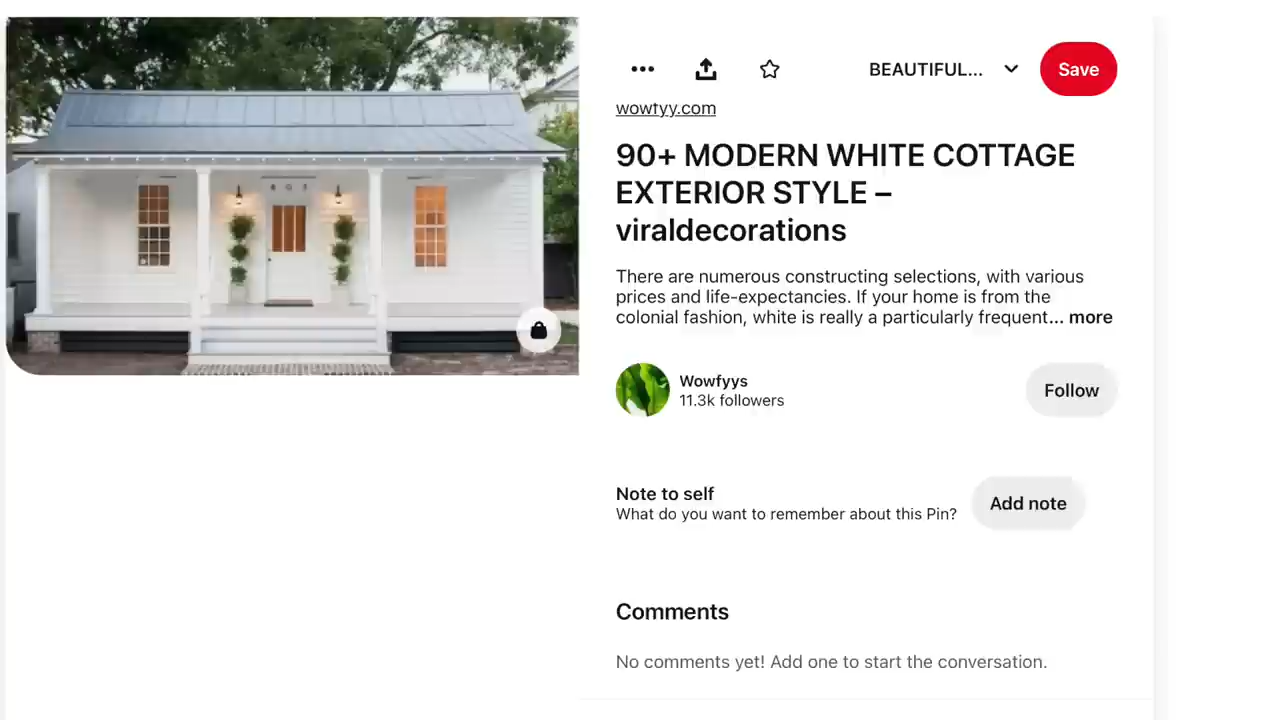 BEAUTIFUL...
Save
wowfyy.com
90+ MODERN WHITE COTTAGE
EXTERIOR STYLE –
viraldecorations
There are numerous constructing selections, with various
prices and life-expectancies. If your home is from the
colonial fashion, white is really a particularly frequent... more
Wowfyys
11.3k followers
Follow
Note to self
What do you want to remember about this Pin?
Add note
Comments
No comments yet! Add one to start the conversation.